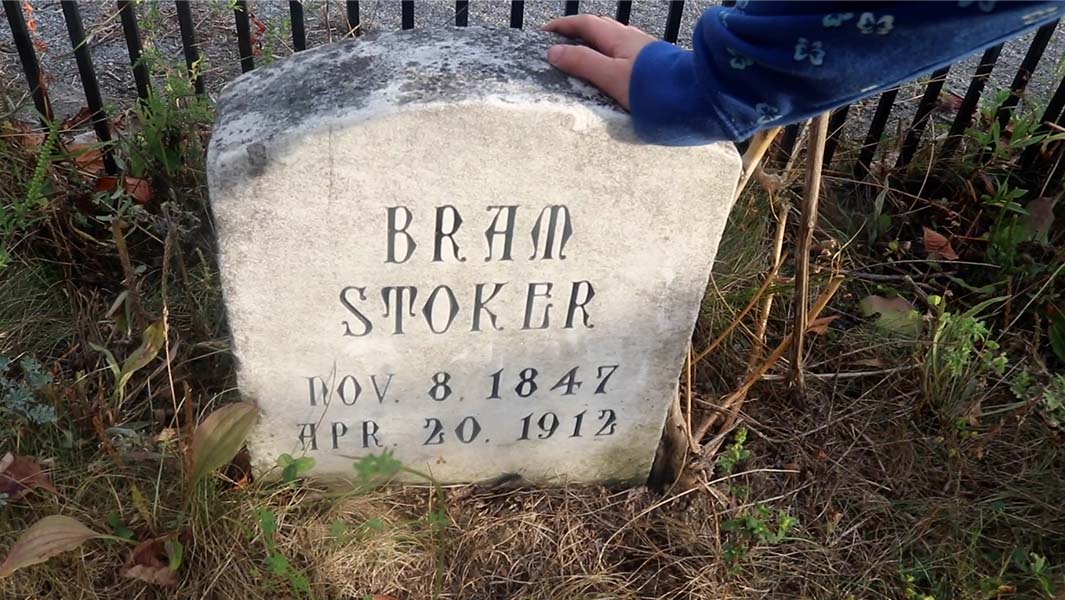 BRAM
STOKER
NOV. 8. 1847
APR. 20. 1912